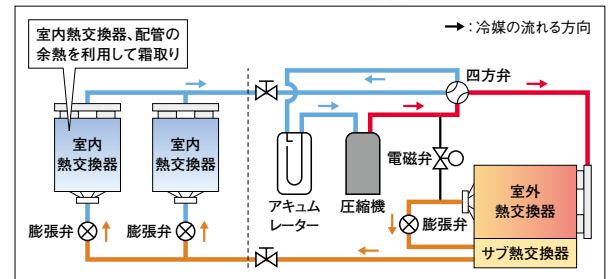 室内熱交換器、配管の
余熱を利用して霜取り
:冷媒の流れる方向
四方弁
室内
熱交換器
室内
熱交換器
電磁弁
室外
熱交換器
アキュム
レーター
圧縮機
膨張弁
膨張弁
膨張弁
サブ熱交換器